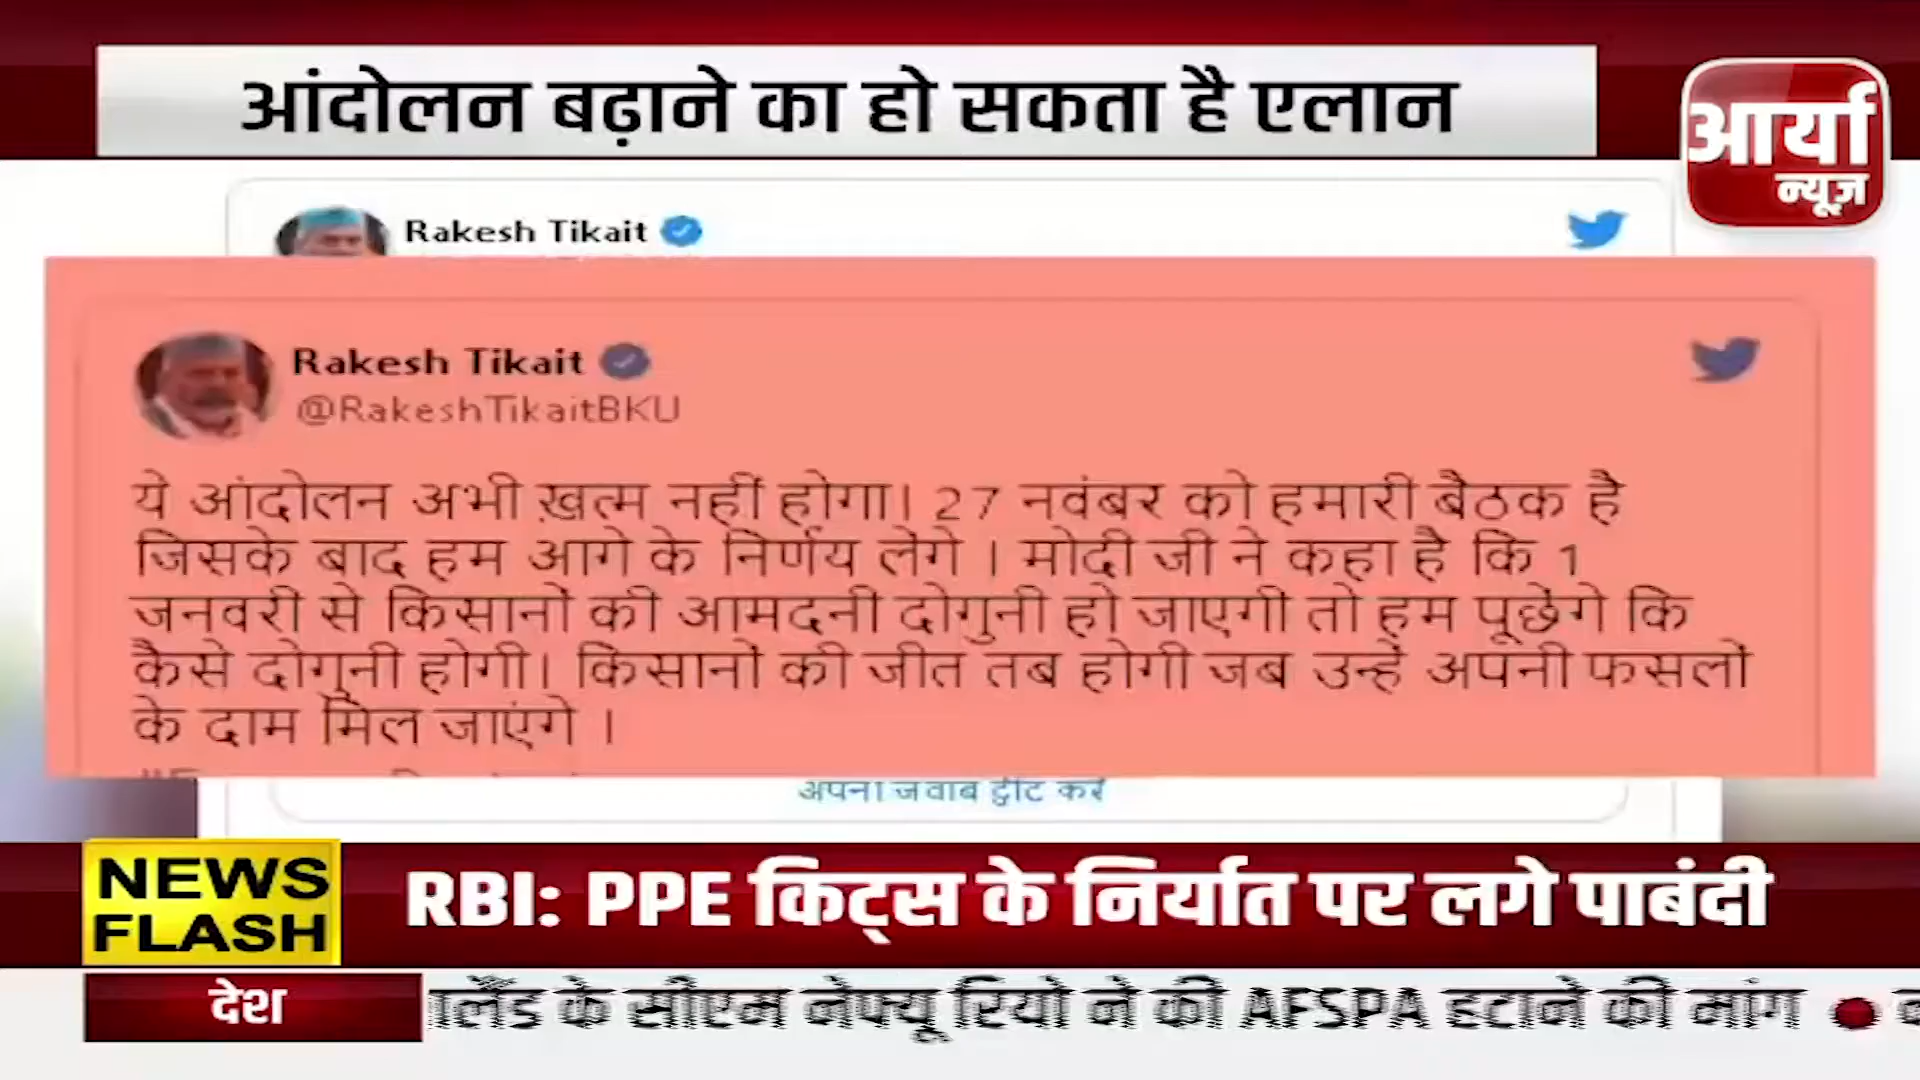 आंदोलन बढ़ाने का हो सकता है एलान
आर्या
न्यूज़
Rakesh Tikait
Rakesh Tikait
@RakeshTikaitBKU
ये आंदोलन अभी ख़त्म नहीं होगा। 27 नवंबर को हमारी बैठक है
जिसके बाद हम आगे के निर्णय लेंगे । मोदी जी ने कहा है कि 1
जनवरी से किसानों की आमदनी दोगुनी हो जाएगी तो हम पूछेंगे कि
कैसे दोगुनी होगी। किसानों की जीत तब होगी जब उन्हें अपनी फसलों
के दाम मिल जाएंगे ।
अपना जवाब ट्वीट करें
NEWS
FLASH
RBI: PPE किट्स के निर्यात पर लगे पाबंदी
देश
के सीएम नेफ्यू रियो ने की AFSPA हटाने की मांग